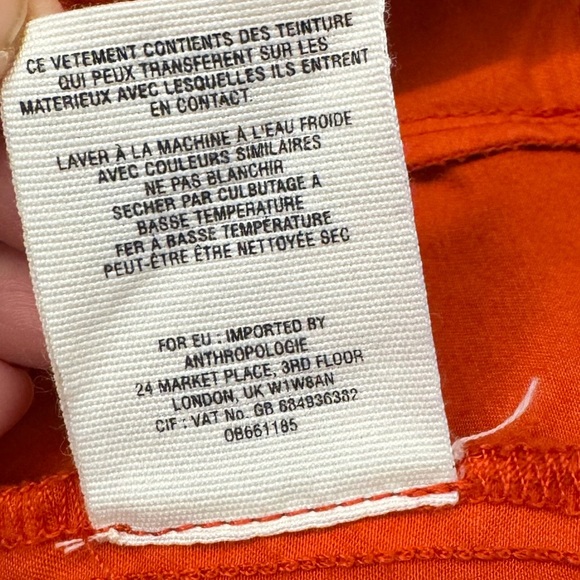 CE VETEMENT CONTIENTS DES TEINTURE
QUI PEUX TRANSFERENT SUR LES
MATERIEUX AVEC LESQUELLES ILS ENTRENT
EN CONTACT.
LAVER À LA MACHINE À L'EAU FROIDE
AVEC COULEURS SIMILAIRES
NE PAS BLANCHIR
SECHER PAR CULBUTAGE A
BASSE TEMPERATURE
FER À BASSE TEMPÉRATURE
PEUT-ÊTRE ÊTRE NETTOYÉE SEC
FOR EU : IMPORTED BY
ANTHROPOLOGIE
24 MARKET PLACE, 3RD FLOOR
LONDON, UK W1W8AN
CIF : VAT No. GB 684936382
OB661195